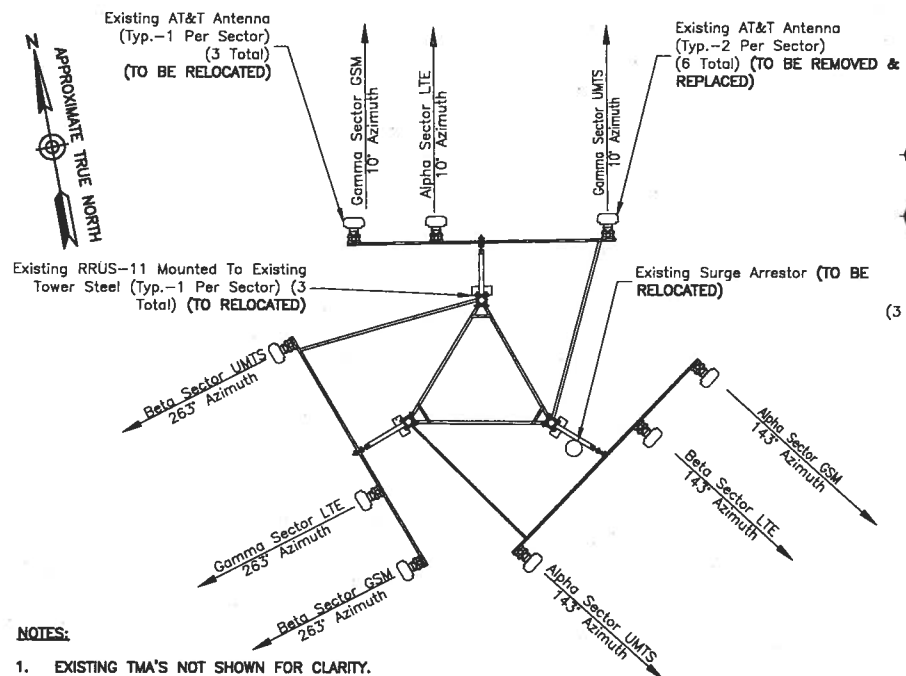 Existing AT&T Antenna
(Typ.-1 Per Sector)
(3 Total)
(TO BE RELOCATED)
Existing AT&T Antenna
(Typ.-2 Per Sector)
(6 Total) (TO BE REMOVED &
REPLACED)
N
APPROXIMATE TRUE NORTH
Gamma Sector GSM
10° Azimuth
Alpha Sector LTE
10° Azimuth
Gamma Sector UMTS
10° Azimuth
Existing RRUS-11 Mounted To Existing
Tower Steel (Typ.-1 Per Sector) (3
Total) (TO RELOCATED)
Existing Surge Arrestor (TO BE
RELOCATED)
(3
Beta Sector UMTS
263° Azimuth
Gamma Sector LTE
263° Azimuth
Beta Sector GSM
263° Azimuth
Alpha Sector GSM
143° Azimuth
Beta Sector LTE
143° Azimuth
Alpha Sector UMTS
143° Azimuth
NOTES:
1. EXISTING TMA'S NOT SHOWN FOR CLARITY.